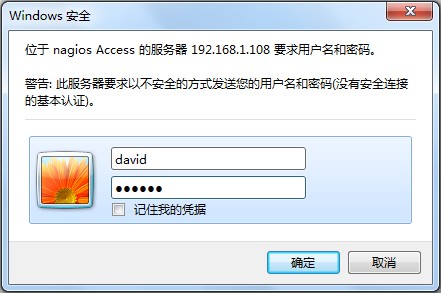 Windows 安全
位于 nagios Access 的服务器 192.168.1.108 要求用户名和密码。
警告: 此服务器要求以不安全的方式发送您的用户名和密码(没有安全连接
的基本认证)。
david
●●●●●●
记住我的凭据
确定
取消